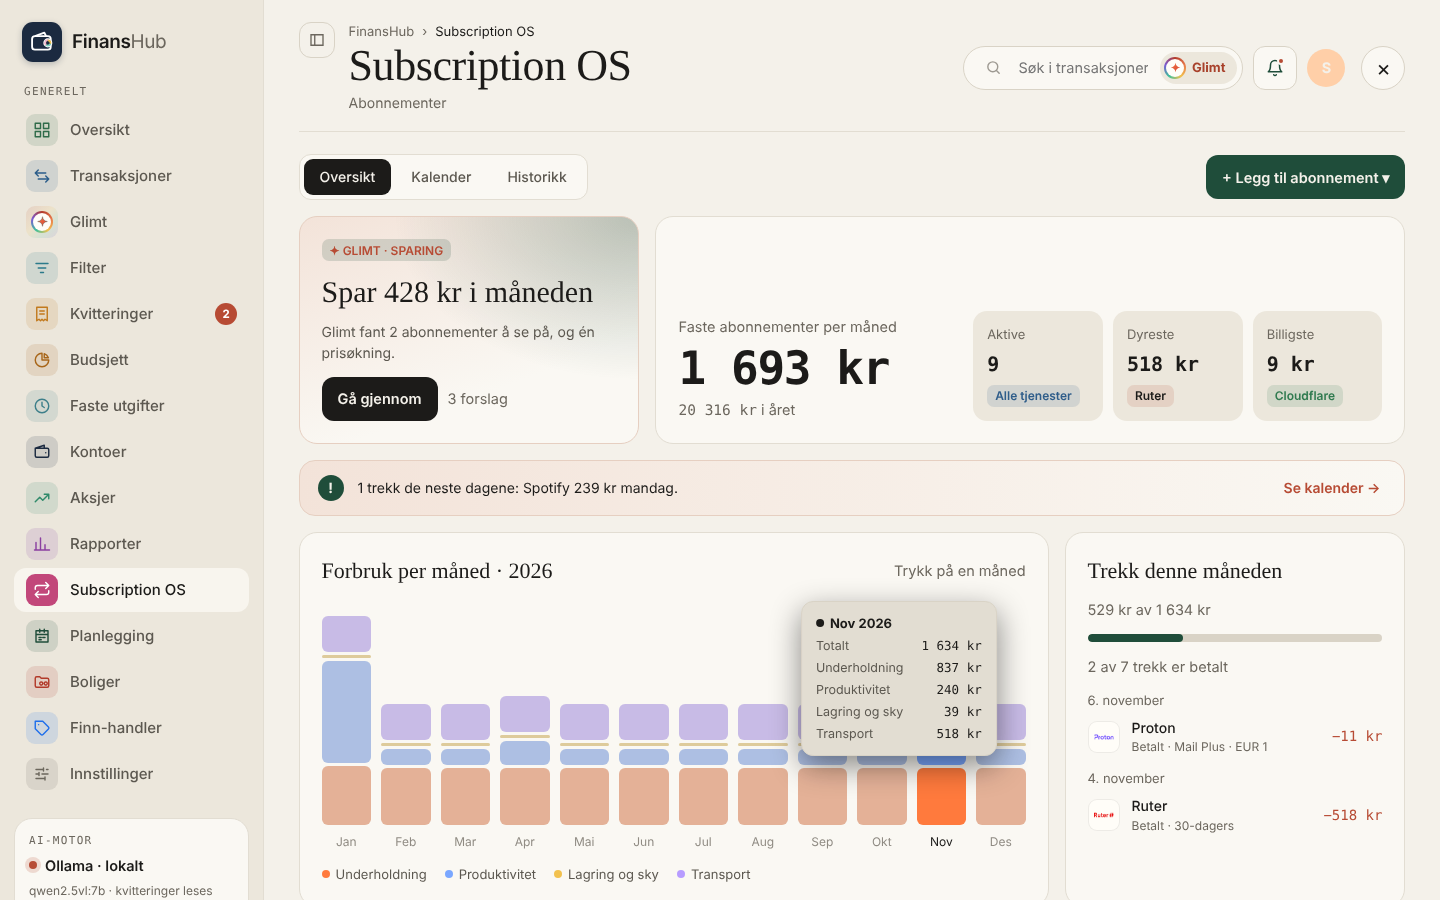 FinansHub
GENERELT
Oversikt
Transaksjoner
Glimt
Filter
Kvitteringer 2
Budsjett
Faste utgifter
Kontoer
Aksjer
Rapporter
Subscription OS
Planlegging
Boliger
Finn-handler
Innstillinger
AI-MOTOR
Ollama · lokalt
qwen2.5vl:7b · kvitteringer leses
FinansHub › Subscription OS
Subscription OS
Abonnementer
Søk i transaksjoner
Glimt
S
×
Oversikt Kalender Historikk
+ Legg til abonnement ▾
✦ GLIMT · SPARING
Spar 428 kr i måneden
Glimt fant 2 abonnementer å se på, og én
prisøkning.
Gå gjennom 3 forslag
Faste abonnementer per måned
1 693 kr
20 316 kr i året
Aktive
9
Alle tjenester
Dyreste
518 kr
Ruter
Billigste
9 kr
Cloudflare
! 1 trekk de neste dagene: Spotify 239 kr mandag.
Se kalender →
Forbruk per måned · 2026
Trykk på en måned
Nov 2026
Totalt 1 634 kr
Underholdning 837 kr
Produktivitet 240 kr
Lagring og sky 39 kr
Transport 518 kr
Jan Feb Mar Apr Mai Jun Jul Aug Sep Okt Nov Des
Underholdning Produktivitet Lagring og sky Transport
Trekk denne måneden
529 kr av 1 634 kr
2 av 7 trekk er betalt
6. november
Proton
Proton
Betalt · Mail Plus · EUR 1
−11 kr
4. november
Ruter#
Ruter
Betalt · 30-dagers
−518 kr